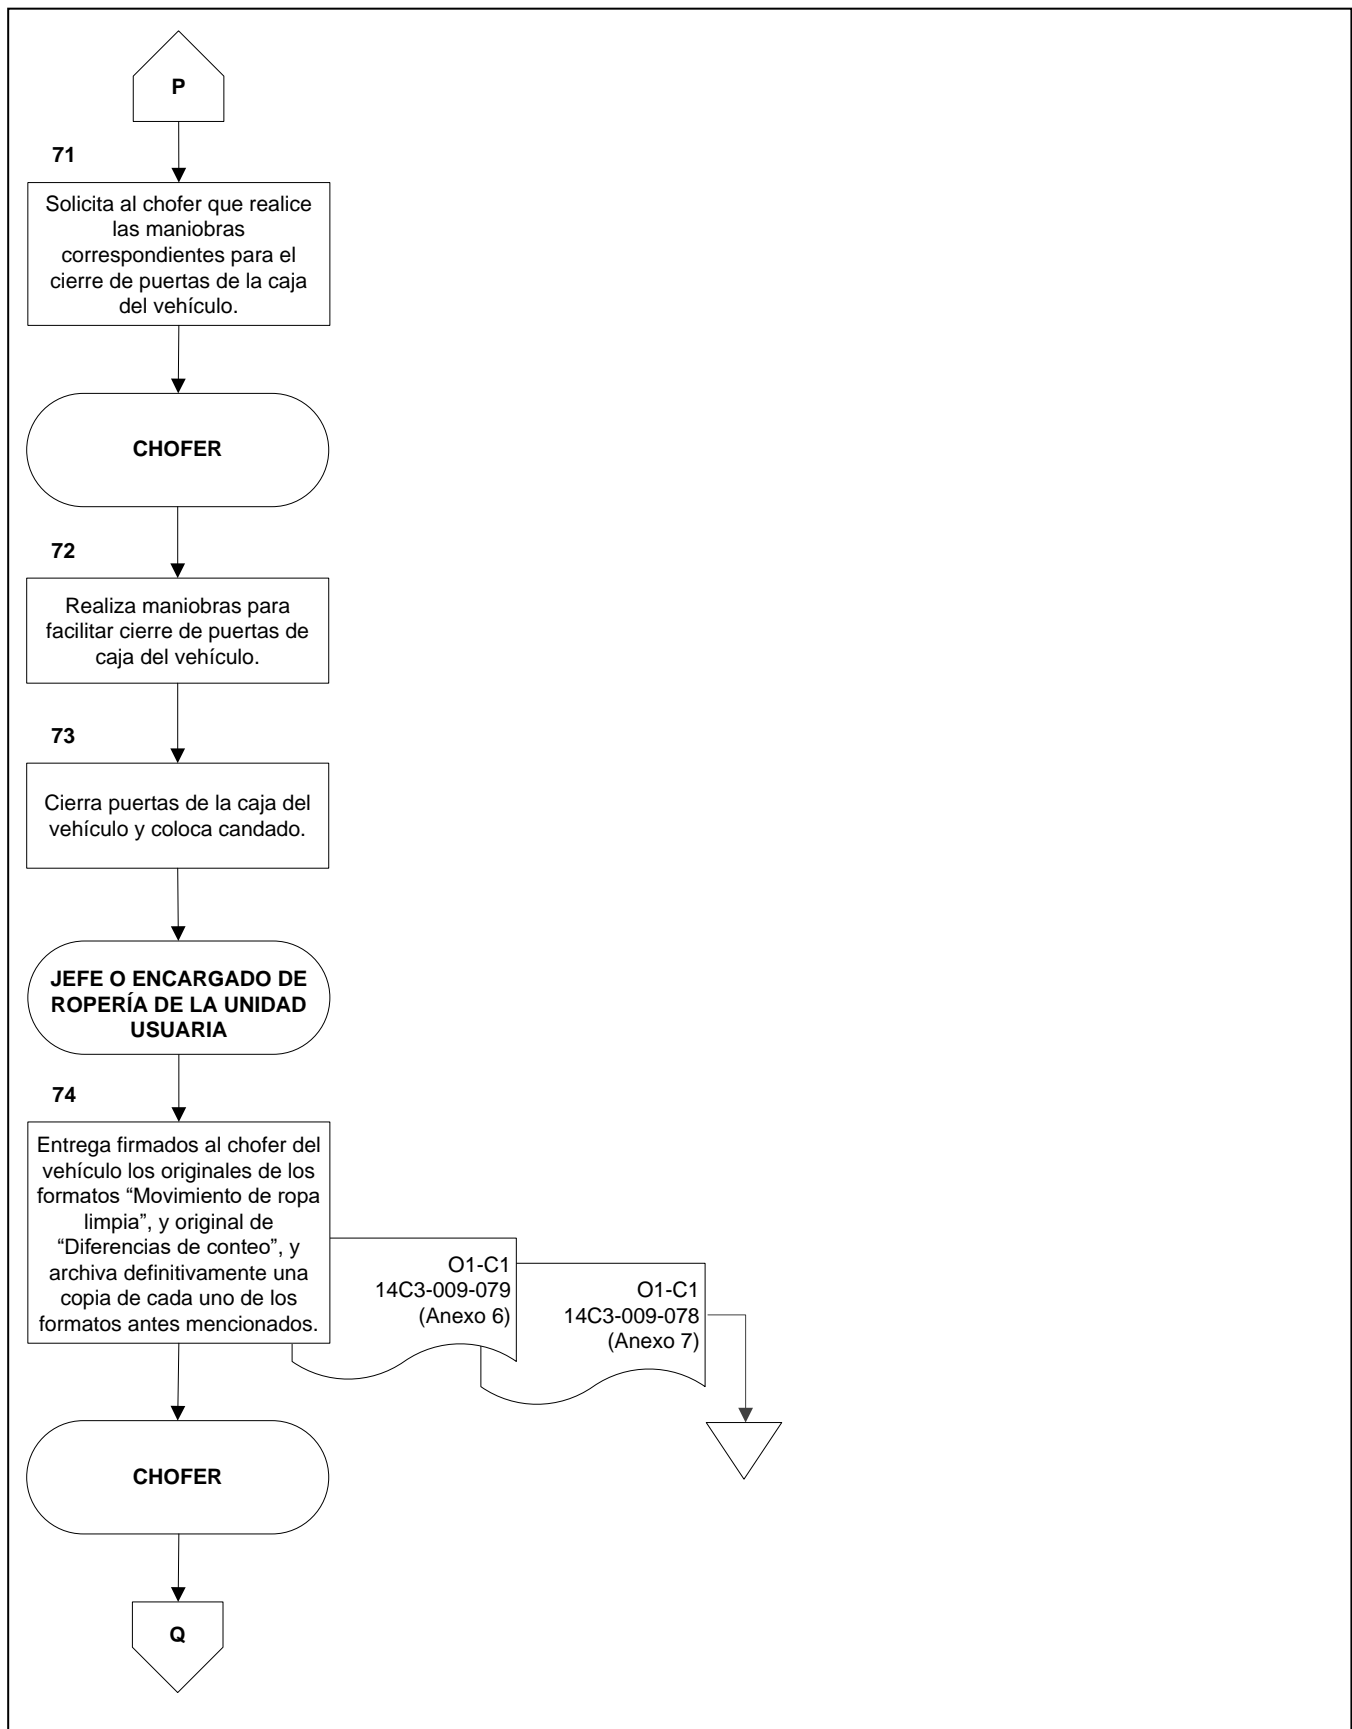 P
71
Solicita al chofer que realice
las maniobras
correspondientes para el
cierre de puertas de la caja
del vehículo.
CHOFER
72
Realiza maniobras para
facilitar cierre de puertas de
caja del vehículo.
73
Cierra puertas de la caja del
vehículo y coloca candado.
JEFE O ENCARGADO DE
ROPERÍA DE LA UNIDAD
USUARIA
74
Entrega firmados al chofer del
vehículo los originales de los
formatos “Movimiento de ropa
limpia”, y original de
“Diferencias de conteo”, y
archiva definitivamente una
copia de cada uno de los
formatos antes mencionados.
O1-C1
14C3-009-079
(Anexo 6)
O1-C1
14C3-009-078
(Anexo 7)
CHOFER
Q